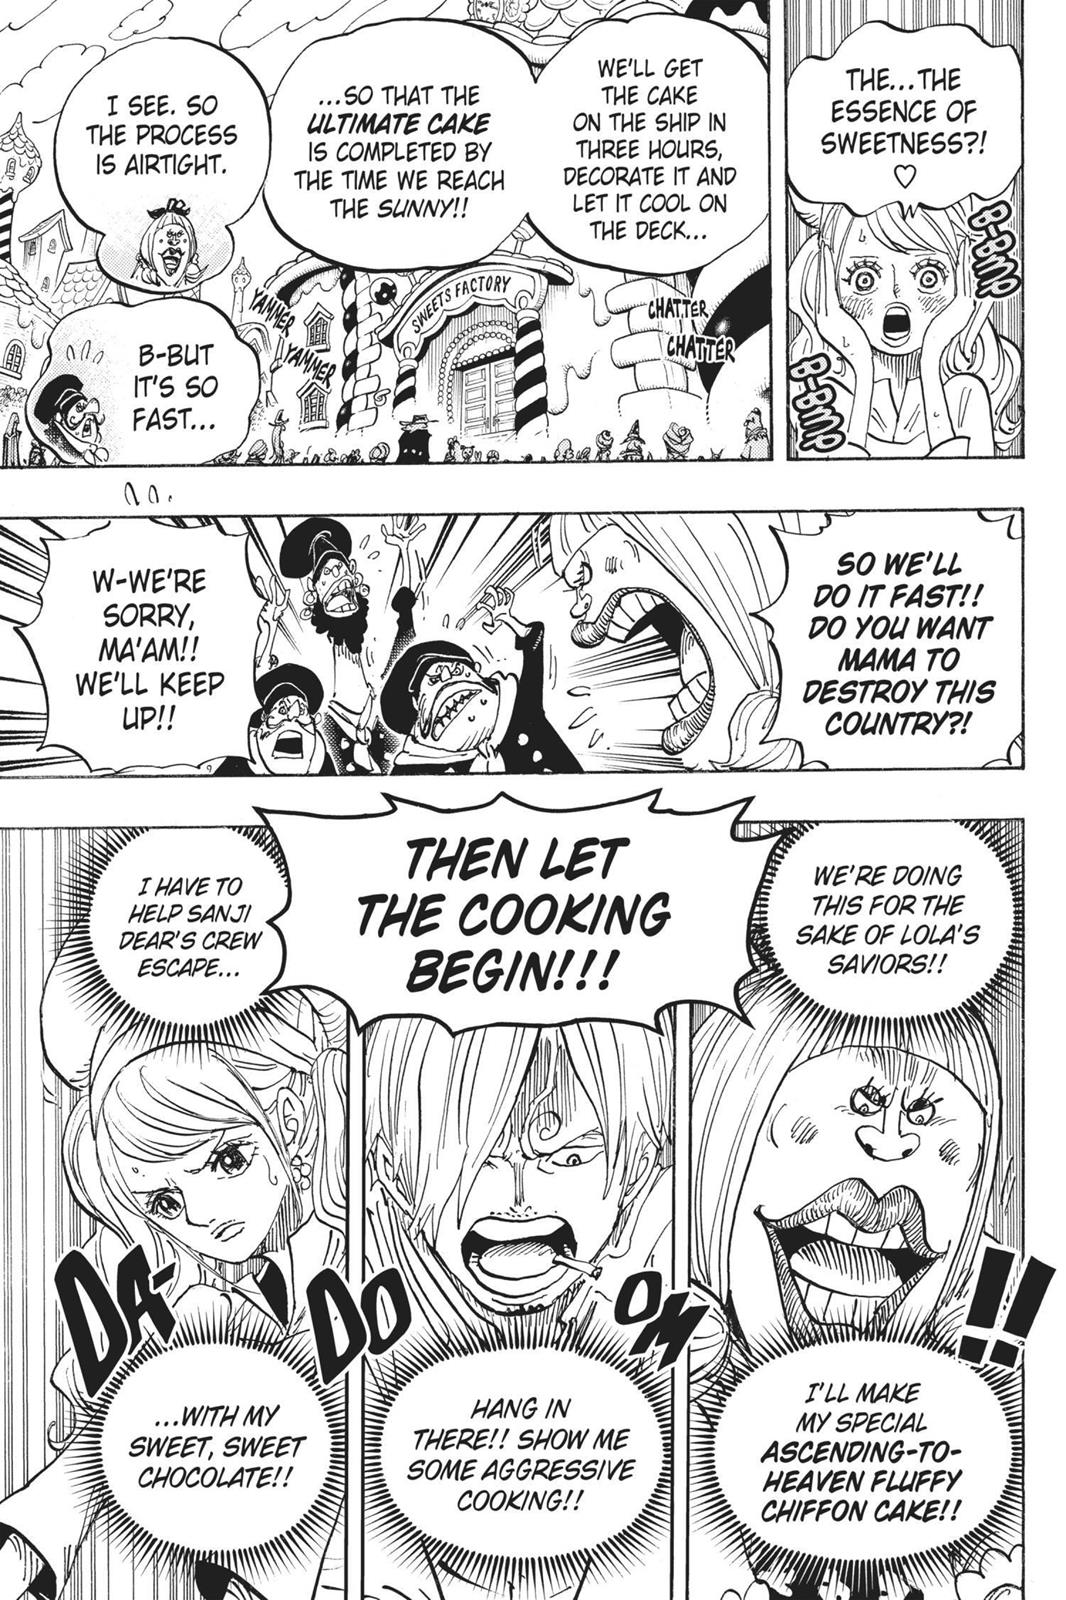 THE...THE
ESSENCE OF
SWEETNESS?!
♡
B-BMP
B-BMP
WE'LL GET
THE CAKE
ON THE SHIP IN
THREE HOURS,
DECORATE IT AND
LET IT COOL ON
THE DECK...
...SO THAT THE
ULTIMATE CAKE
IS COMPLETED BY
THE TIME WE REACH
THE SUNNY!!
I SEE. SO
THE PROCESS
IS AIRTIGHT.
B-BUT
IT'S SO
FAST...
SWEETS FACTORY
YAMMER
YAMMER
CHATTER
CHATTER
SO WE'LL
DO IT FAST!!
DO YOU WANT
MAMA TO
DESTROY THIS
COUNTRY?!
W-WE'RE
SORRY,
MA'AM!!
WE'LL KEEP
UP!!
THEN LET
THE COOKING
BEGIN!!!
WE'RE DOING
THIS FOR THE
SAKE OF LOLA'S
SAVIORS!!
I'LL MAKE
MY SPECIAL
ASCENDING-TO-
HEAVEN FLUFFY
CHIFFON CAKE!!
HANG IN
THERE!! SHOW ME
SOME AGGRESSIVE
COOKING!!
I HAVE TO
HELP SANJI
DEAR'S CREW
ESCAPE...
...WITH MY
SWEET, SWEET
CHOCOLATE!!
DA-
DO
OM
!!